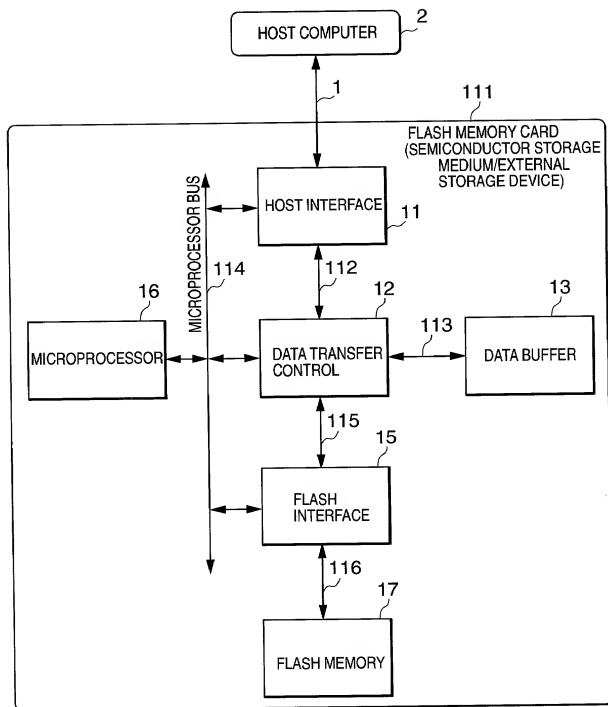 HOST COMPUTER
2
1
111
FLASH MEMORY CARD
(SEMICONDUCTOR STORAGE
MEDIUM/EXTERNAL
STORAGE DEVICE)
HOST INTERFACE
11
MICROPROCESSOR BUS
114
112
16
12
13
MICROPROCESSOR
DATA TRANSFER
CONTROL
113
DATA BUFFER
115
15
FLASH
INTERFACE
116
17
FLASH MEMORY